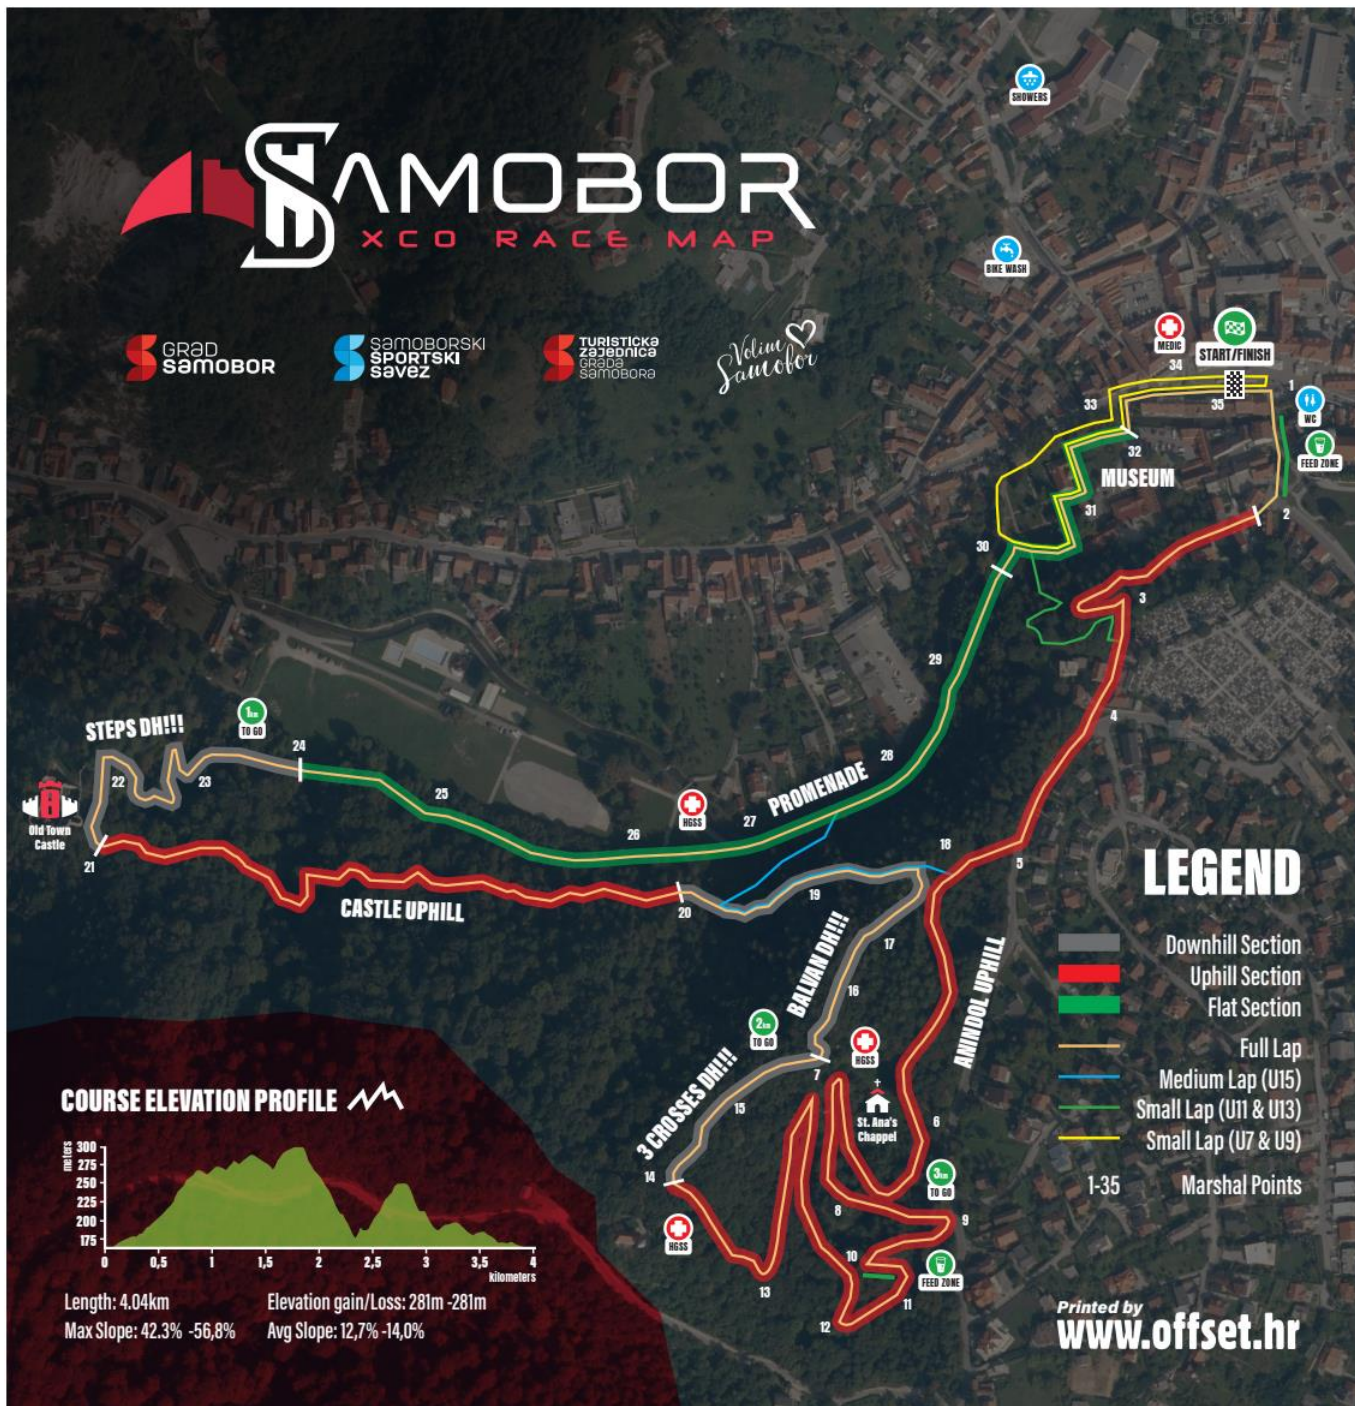 GEOPORTAL
SHOWERS
SAMOBOR
XCO RACE MAP
BIKE WASH
GRAD
SAMOBOR
SAMOBORSKI
ŠPORTSKI
SAVEZ
TURISTIČKA
ZAJEDNICA
GRADA
SAMOBORA
Volim
Samobor
MEDIC
START/FINISH
34
35
1
WC
33
32
FEED ZONE
MUSEUM
31
2
30
3
29
4
STEPS DH!!!
1KM
TO GO
24
22
23
25
28
PROMENADE
Old Town
Castle
HGSS
26
27
21
18
5
CASTLE UPHILL
20
19
17
BALVAN DH!!!
16
ANINDOL UPHILL
2KM
TO GO
HGSS
7
St. Ana's
Chappel
6
15
3 CROSSES DH!!!
14
3KM
TO GO
8
9
HGSS
10
FEED ZONE
13
11
12
LEGEND
Downhill Section
Uphill Section
Flat Section
Full Lap
Medium Lap (U15)
Small Lap (U11 & U13)
Small Lap (U7 & U9)
1-35 Marshal Points
COURSE ELEVATION PROFILE
meters
300
275
250
225
200
175
0 0,5 1 1,5 2 2,5 3 3,5 4
kilometers
Length: 4.04km Elevation gain/Loss: 281m -281m
Max Slope: 42.3% -56,8% Avg Slope: 12,7% -14,0%
Printed by
www.offset.hr